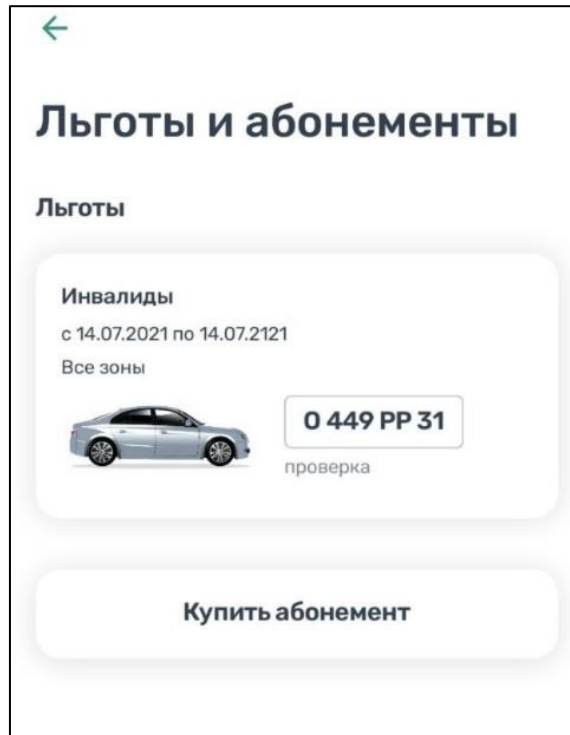 Льготы и абонементы
Льготы
Инвалиды
с 14.07.2021 по 14.07.2121
Все зоны
О 449 РР 31
проверка
Купить абонемент